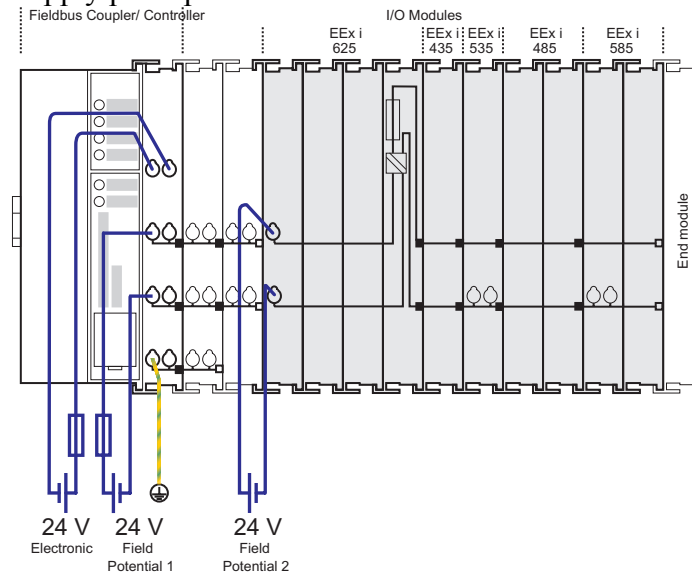 Fieldbus Coupler/ Controller
I/O Modules
EEx i
625
EEx i
435
EEx i
535
EEx i
485
EEx i
585
End module
24 V
Electronic
24 V
Field
Potential 1
24 V
Field
Potential 2